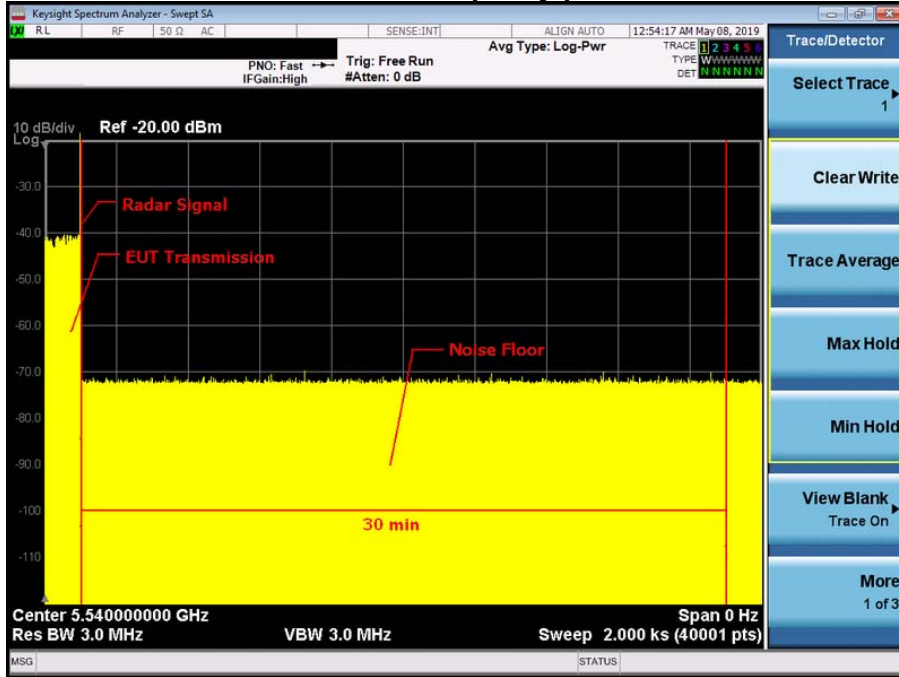 Keysight Spectrum Analyzer - Swept SA
LXI RL RF 50 Ω AC SENSE:INT ALIGN AUTO 12:54:17 AM May 08, 2019
Avg Type: Log-Pwr TRACE 1 2 3 4 5 6
PNO: Fast Trig: Free Run TYPE WWWWWW
IFGain:High #Atten: 0 dB DET N N N N N N
10 dB/div Ref -20.00 dBm
Log
-30.0
Radar Signal
-40.0
EUT Transmission
-50.0
-60.0
Noise Floor
-70.0
-80.0
-90.0
-100
30 min
-110
Center 5.540000000 GHz Span 0 Hz
Res BW 3.0 MHz VBW 3.0 MHz Sweep 2.000 ks (40001 pts)
MSG STATUS
Trace/Detector
Select Trace
1
Clear Write
Trace Average
Max Hold
Min Hold
View Blank
Trace On
More
1 of 3